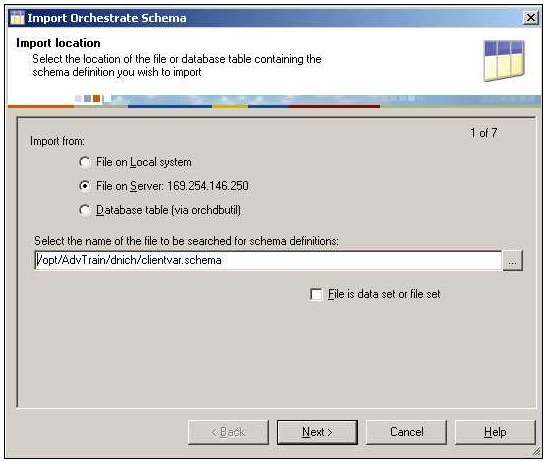 Import Orchestrate Schema
Import location
Select the location of the file or database table containing the
schema definition you wish to import
1 of 7
Import from:
File on Local system
File on Server: 169.254.146.250
Database table (via orchdbutil)
Select the name of the file to be searched for schema definitions:
/opt/AdvTrain/dnich/clientvar.schema
...
File is data set or file set
< Back
Next >
Cancel
Help